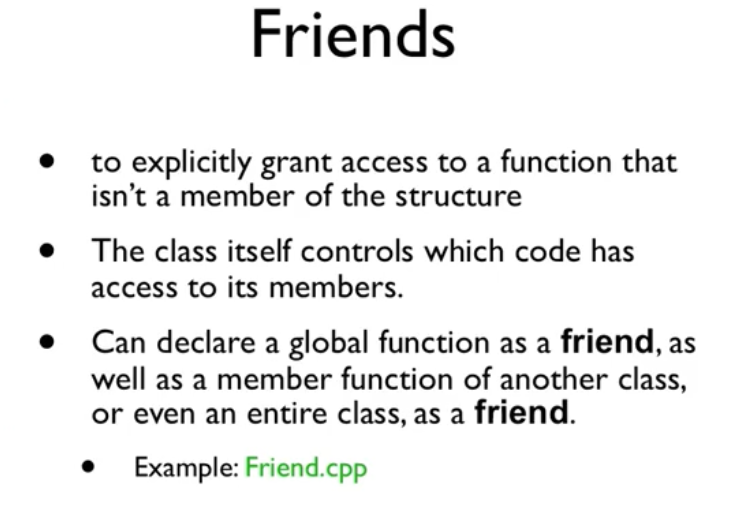 Friends
• to explicitly grant access to a function that
isn't a member of the structure
• The class itself controls which code has
access to its members.
• Can declare a global function as a friend, as
well as a member function of another class,
or even an entire class, as a friend.
• Example: Friend.cpp